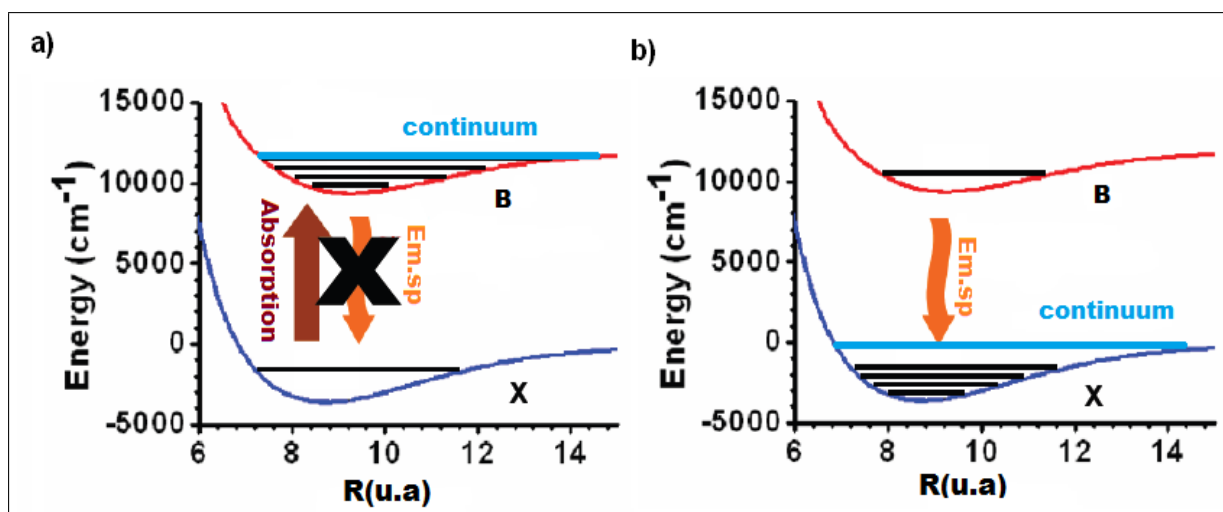 a)
15000
10000
5000
0
-5000
Energy (cm-1)
continuum
B
Absorption
X
Em.sp
X
6 8 10 12 14
R(u.a)
b)
15000
10000
5000
0
-5000
Energy (cm-1)
B
Em.sp
continuum
X
6 8 10 12 14
R(u.a)